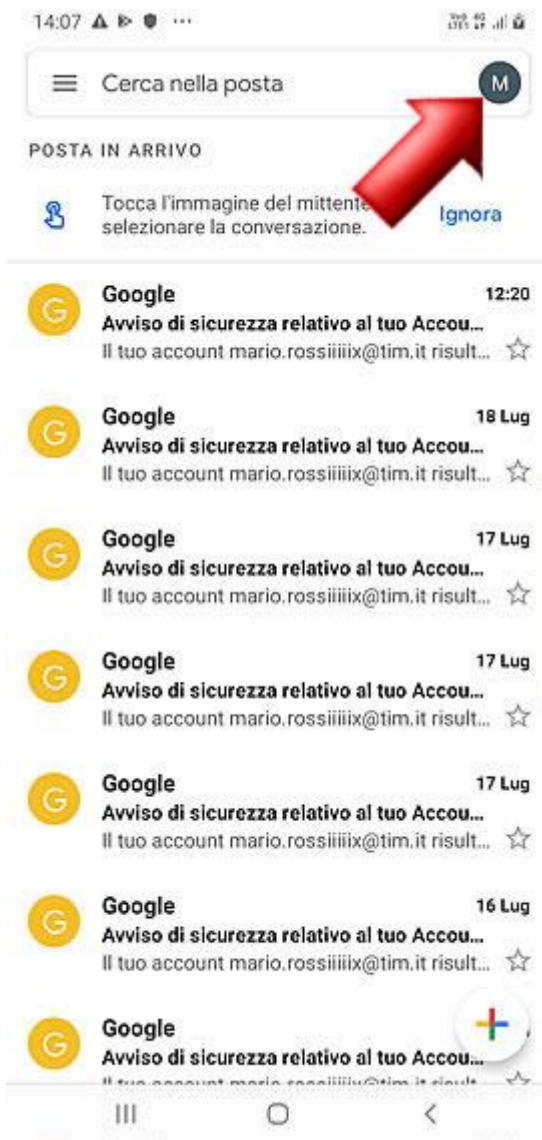 14:07
Cerca nella posta
M
POSTA IN ARRIVO
Tocca l'immagine del mittente
selezionare la conversazione.
Ignora
G
Google 12:20
Avviso di sicurezza relativo al tuo Accou...
Il tuo account mario.rossiiiiix@tim.it risult...
G
Google 18 Lug
Avviso di sicurezza relativo al tuo Accou...
Il tuo account mario.rossiiiiix@tim.it risult...
G
Google 17 Lug
Avviso di sicurezza relativo al tuo Accou...
Il tuo account mario.rossiiiiix@tim.it risult...
G
Google 17 Lug
Avviso di sicurezza relativo al tuo Accou...
Il tuo account mario.rossiiiiix@tim.it risult...
G
Google 17 Lug
Avviso di sicurezza relativo al tuo Accou...
Il tuo account mario.rossiiiiix@tim.it risult...
G
Google 16 Lug
Avviso di sicurezza relativo al tuo Accou...
Il tuo account mario.rossiiiiix@tim.it risult...
G
Google
Avviso di sicurezza relativo al tuo Accou...